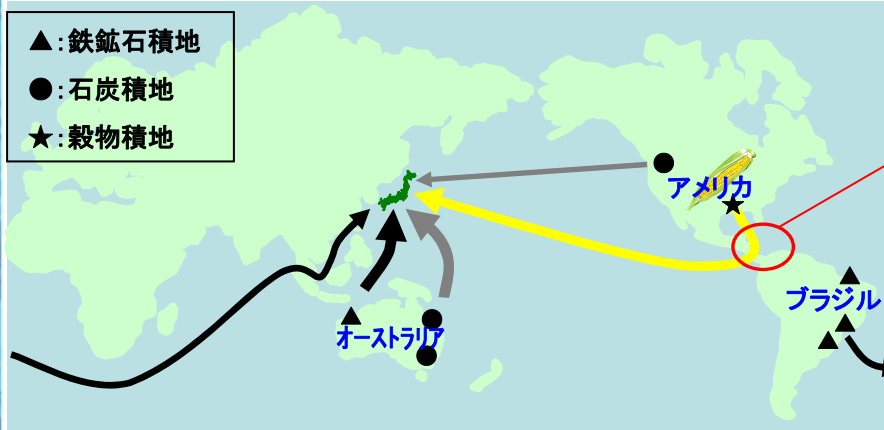 ▲:鉄鉱石積地
●:石炭積地
★:穀物積地
アメリカ
ブラジル
オーストラリア